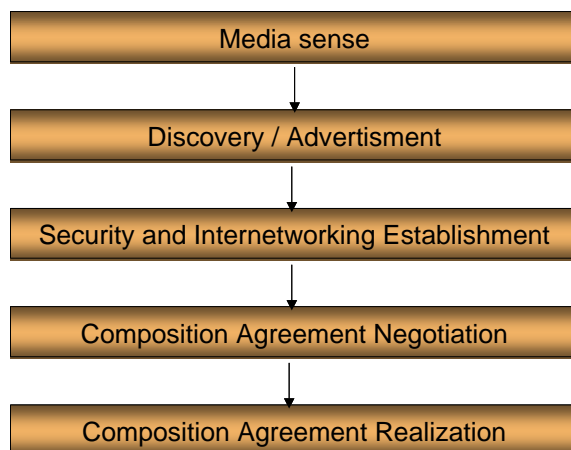 Media sense
Discovery / Advertisment
Security and Internetworking Establishment
Composition Agreement Negotiation
Composition Agreement Realization